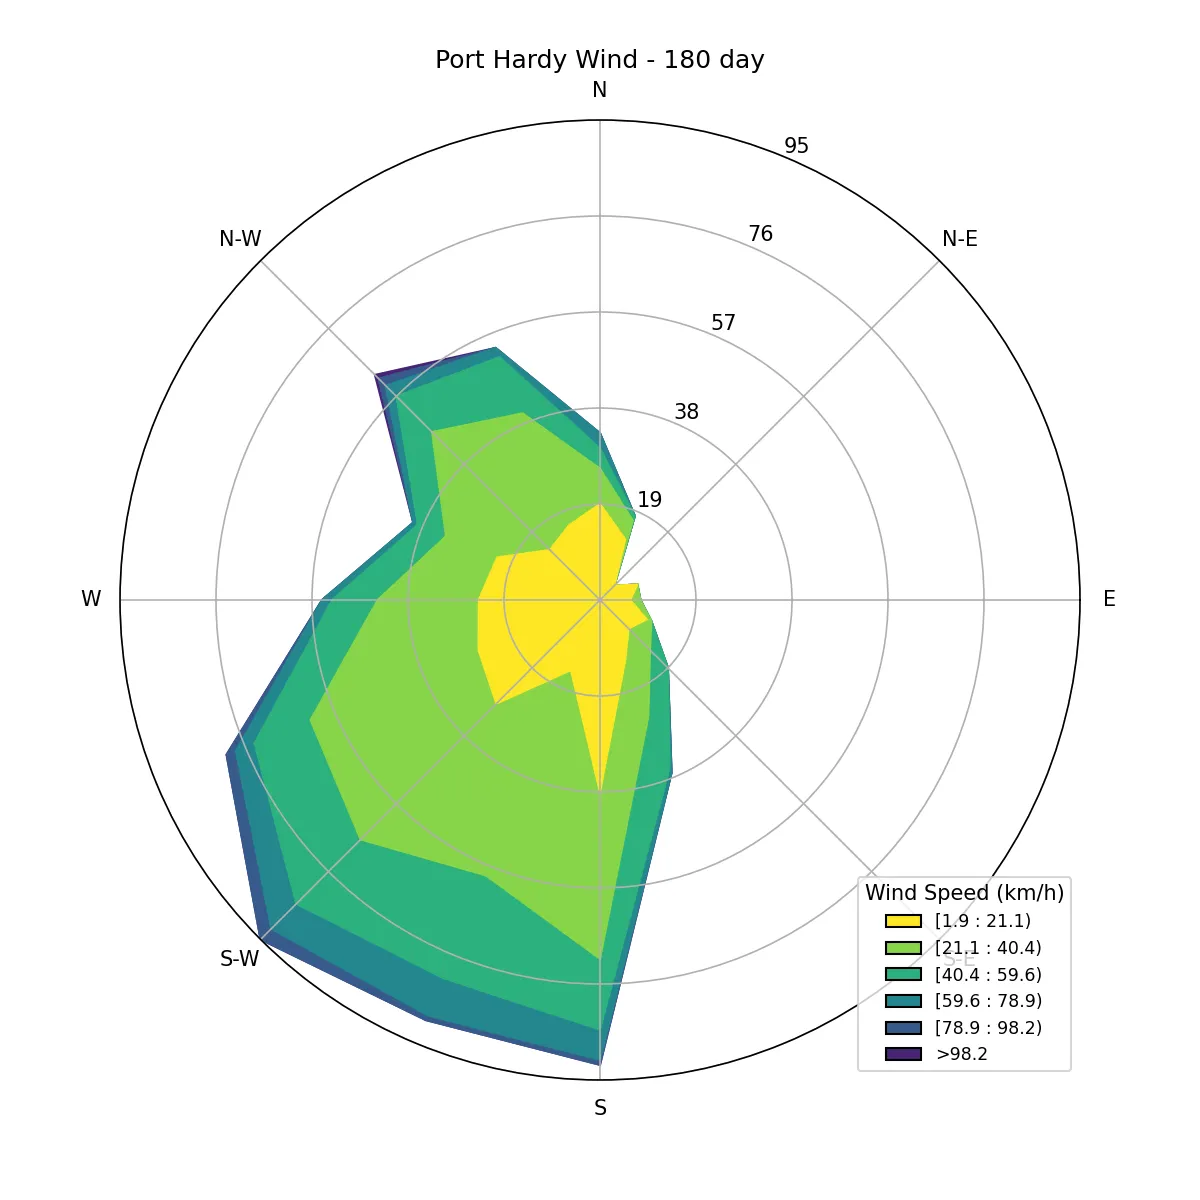 Port Hardy Wind - 180 day
N
95
N-W
N-E
76
57
38
19
W
E
S-W
S-E
S
Wind Speed (km/h)
[1.9 : 21.1)
[21.1 : 40.4)
[40.4 : 59.6)
[59.6 : 78.9)
[78.9 : 98.2)
>98.2